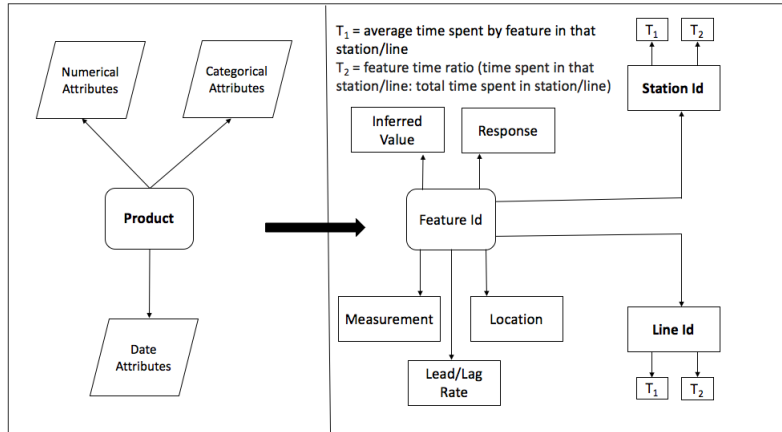 Numerical
Attributes
Categorical
Attributes
Product
Date
Attributes
T₁ = average time spent by feature in that
station/line
T₂ = feature time ratio (time spent in that
station/line: total time spent in station/line)
T₁
T₂
Station Id
Inferred
Value
Response
Feature Id
Measurement
Location
Lead/Lag
Rate
Line Id
T₁
T₂